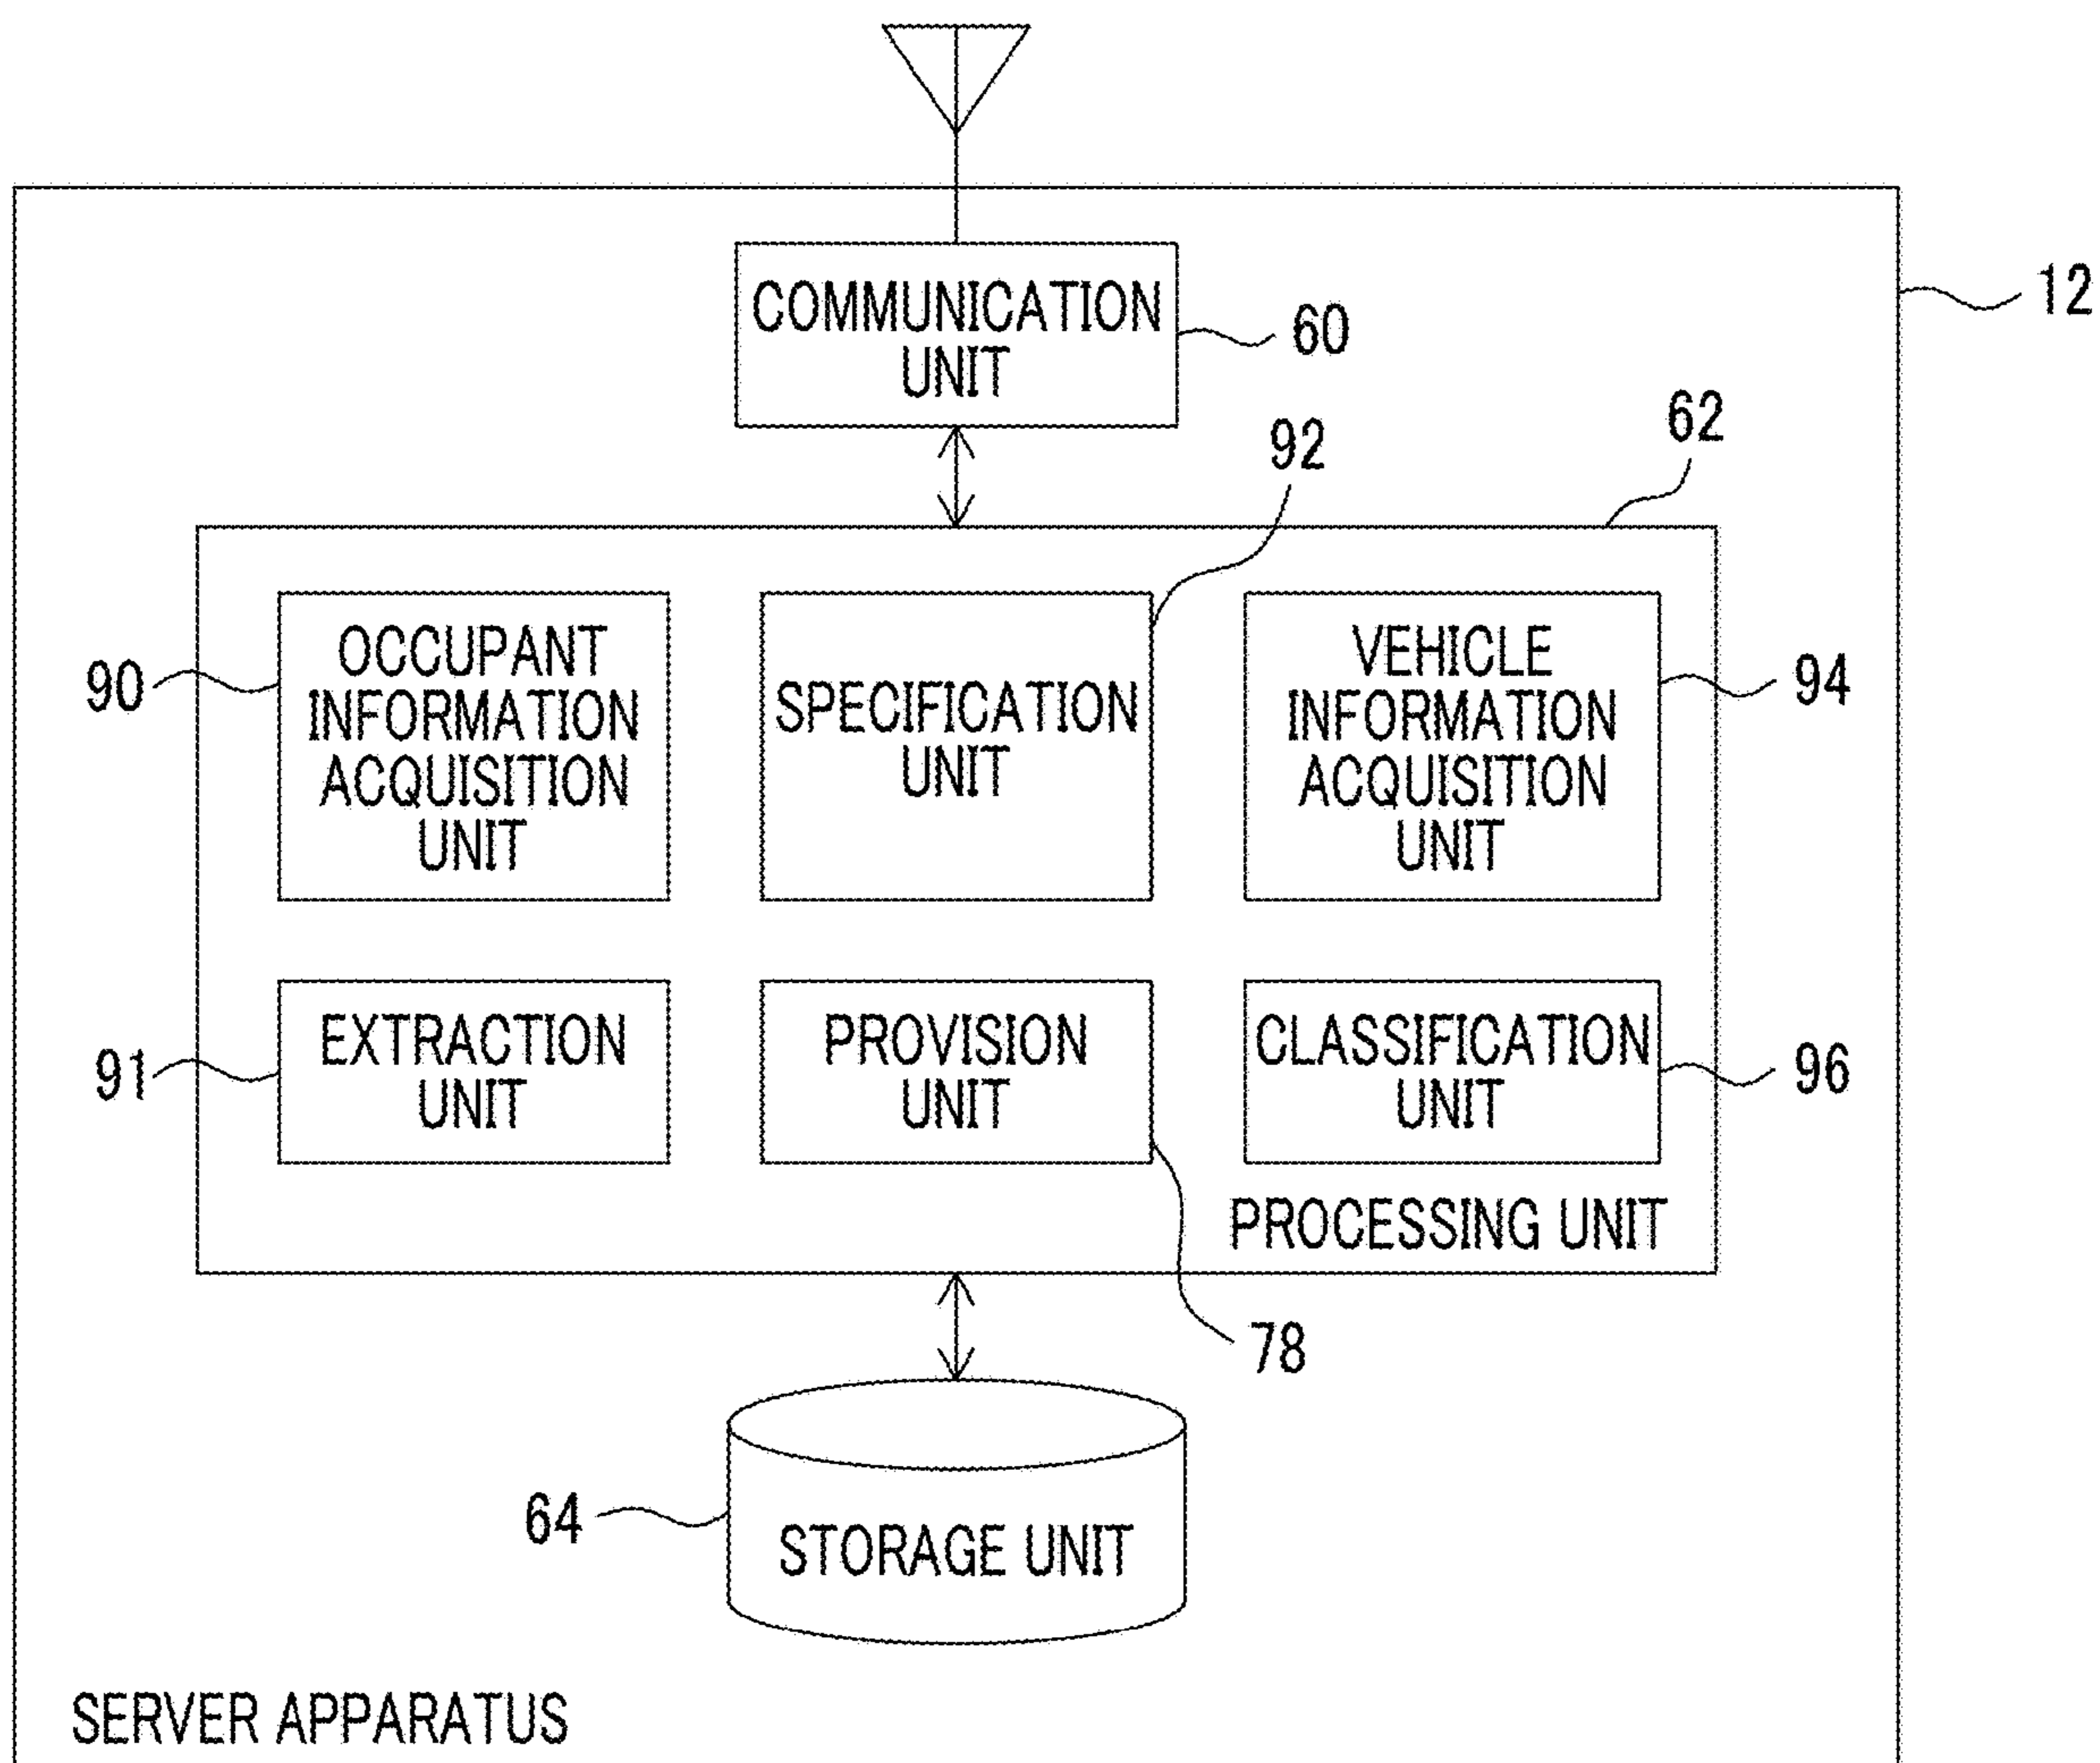 12
COMMUNICATION
UNIT
60
62
92
OCCUPANT
INFORMATION
ACQUISITION
UNIT
90
SPECIFICATION
UNIT
VEHICLE
INFORMATION
ACQUISITION
UNIT
94
EXTRACTION
UNIT
91
PROVISION
UNIT
CLASSIFICATION
UNIT
96
PROCESSING UNIT
78
64
STORAGE UNIT
SERVER APPARATUS